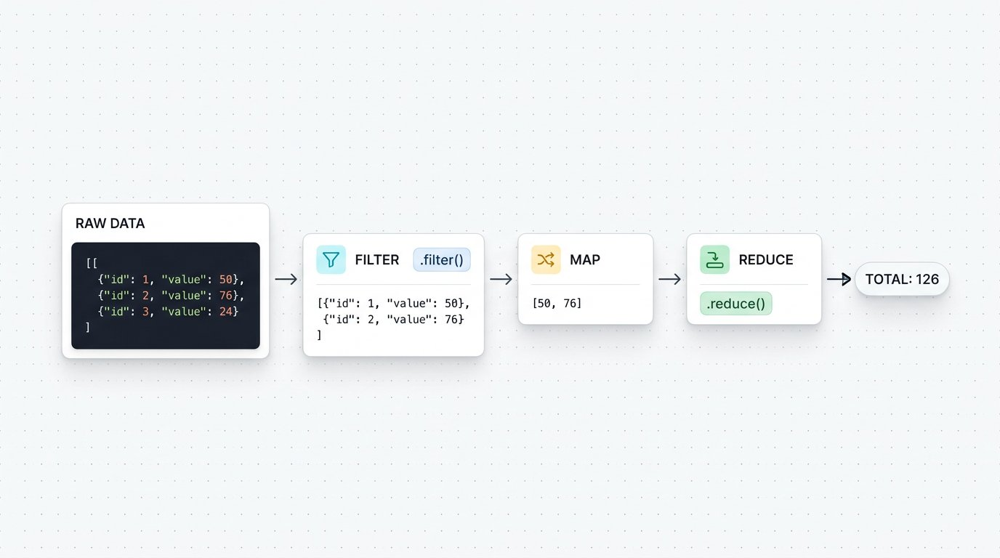 RAW DATA
[[
{"id": 1, "value": 50},
{"id": 2, "value": 76},
{"id": 3, "value": 24}
]
FILTER .filter()
[{"id": 1, "value": 50},
{"id": 2, "value": 76}
]
MAP
[50, 76]
REDUCE
.reduce()
TOTAL: 126